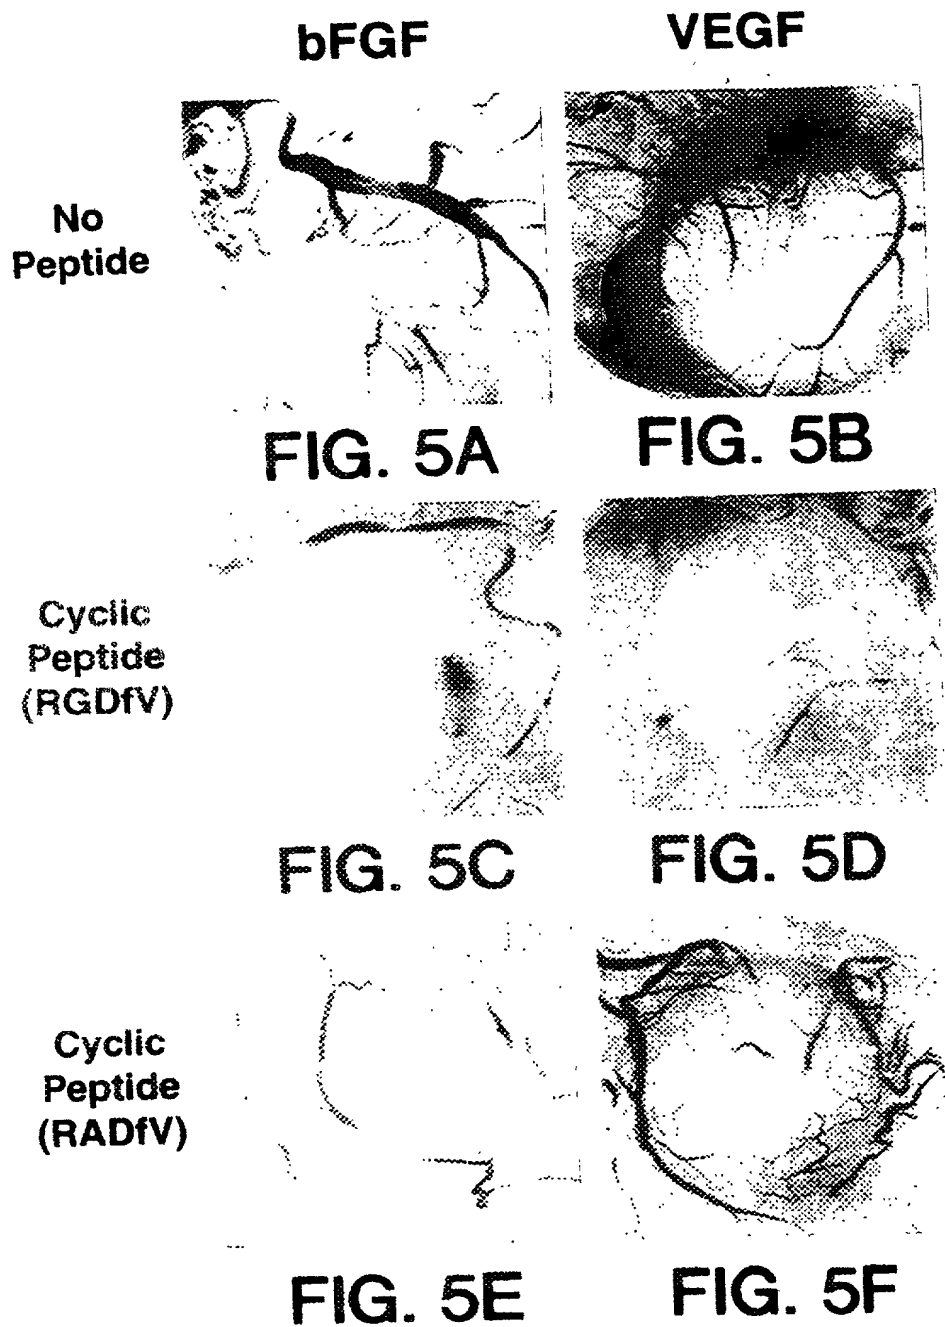 bFGF
VEGF
No
Peptide
FIG. 5A
FIG. 5B
Cyclic
Peptide
(RGDfV)
FIG. 5C
FIG. 5D
Cyclic
Peptide
(RADfV)
FIG. 5E
FIG. 5F